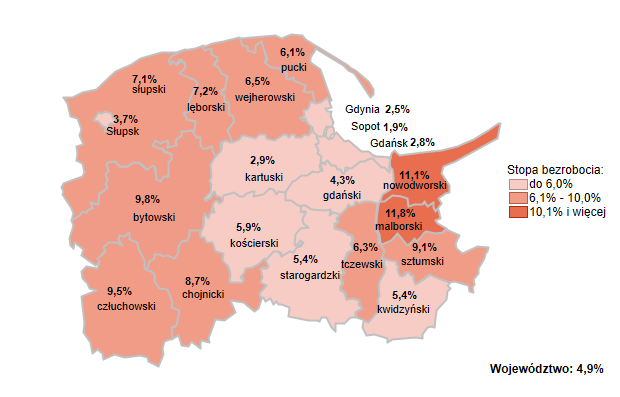 6,1%
pucki
7,1%
słupski
7,2%
lęborski
6,5%
wejherowski
Gdynia 2,5%
3,7%
Słupsk
Sopot 1,9%
Gdańsk 2,8%
2,9%
kartuski
4,3%
gdański
11,1%
nowodworski
Stopa bezrobocia:
do 6,0%
6,1% - 10,0%
10,1% i więcej
9,8%
bytowski
11,8%
malborski
5,9%
kościerski
6,3%
tczewski
9,1%
sztumski
5,4%
starogardzki
9,5%
człuchowski
8,7%
chojnicki
5,4%
kwidzyński
Województwo: 4,9%